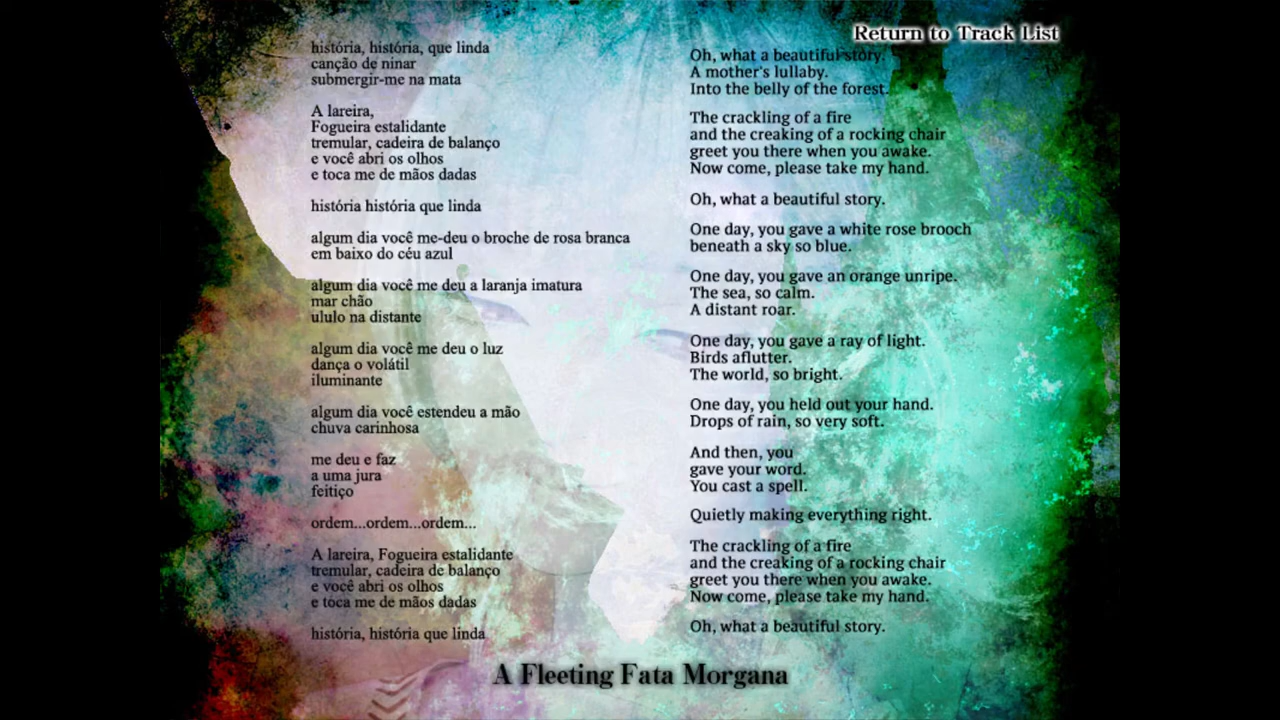 Return to Track List
história, história, que linda
canção de ninar
submergir-me na mata
A lareira,
Fogueira estalidante
tremular, cadeira de balanço
e você abri os olhos
e toca me de mãos dadas
história história que linda
algum dia você me-deu o broche de rosa branca
em baixo do céu azul
algum dia você me deu a laranja imatura
mar chão
ululo na distante
algum dia você me deu o luz
dança o volátil
iluminante
algum dia você estendeu a mão
chuva carinhosa
me deu e faz
a uma jura
feitiço
ordem...ordem...ordem...
A lareira, Fogueira estalidante
tremular, cadeira de balanço
e você abri os olhos
e toca me de mãos dadas
história, história que linda
Oh, what a beautiful story.
A mother's lullaby.
Into the belly of the forest.
The crackling of a fire
and the creaking of a rocking chair
greet you there when you awake.
Now come, please take my hand.
Oh, what a beautiful story.
One day, you gave a white rose brooch
beneath a sky so blue.
One day, you gave an orange unripe.
The sea, so calm.
A distant roar.
One day, you gave a ray of light.
Birds aflutter.
The world, so bright.
One day, you held out your hand.
Drops of rain, so very soft.
And then, you
gave your word.
You cast a spell.
Quietly making everything right.
The crackling of a fire
and the creaking of a rocking chair
greet you there when you awake.
Now come, please take my hand.
Oh, what a beautiful story.
A Fleeting Fata Morgana